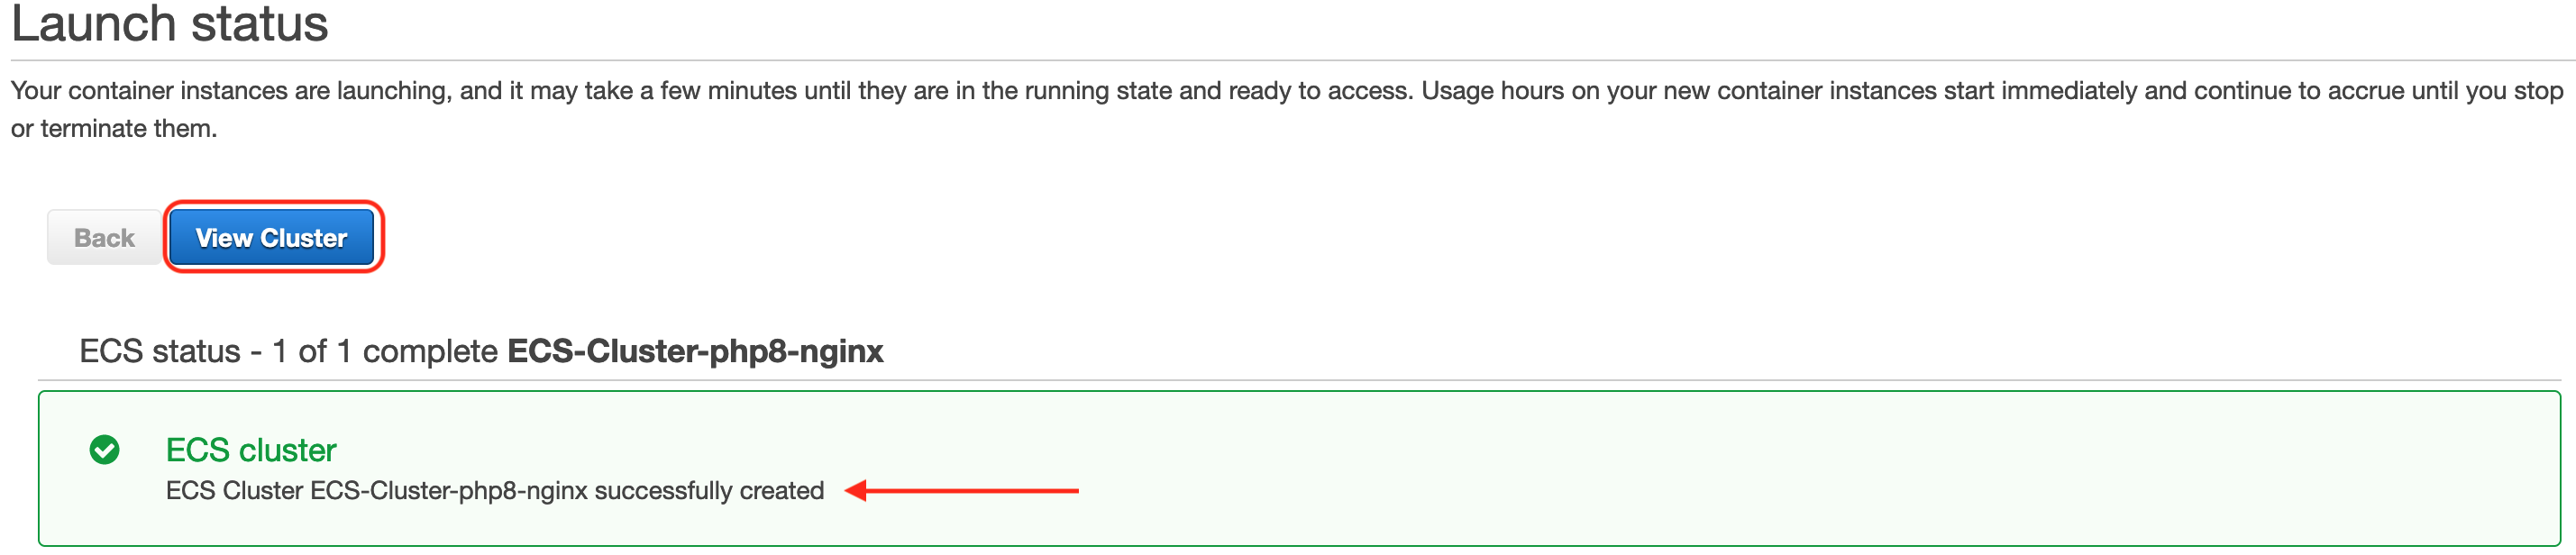 Launch status
Your container instances are launching, and it may take a few minutes until they are in the running state and ready to access. Usage hours on your new container instances start immediately and continue to accrue until you stop
or terminate them.
Back View Cluster
ECS status - 1 of 1 complete ECS-Cluster-php8-nginx
ECS cluster
ECS Cluster ECS-Cluster-php8-nginx successfully created